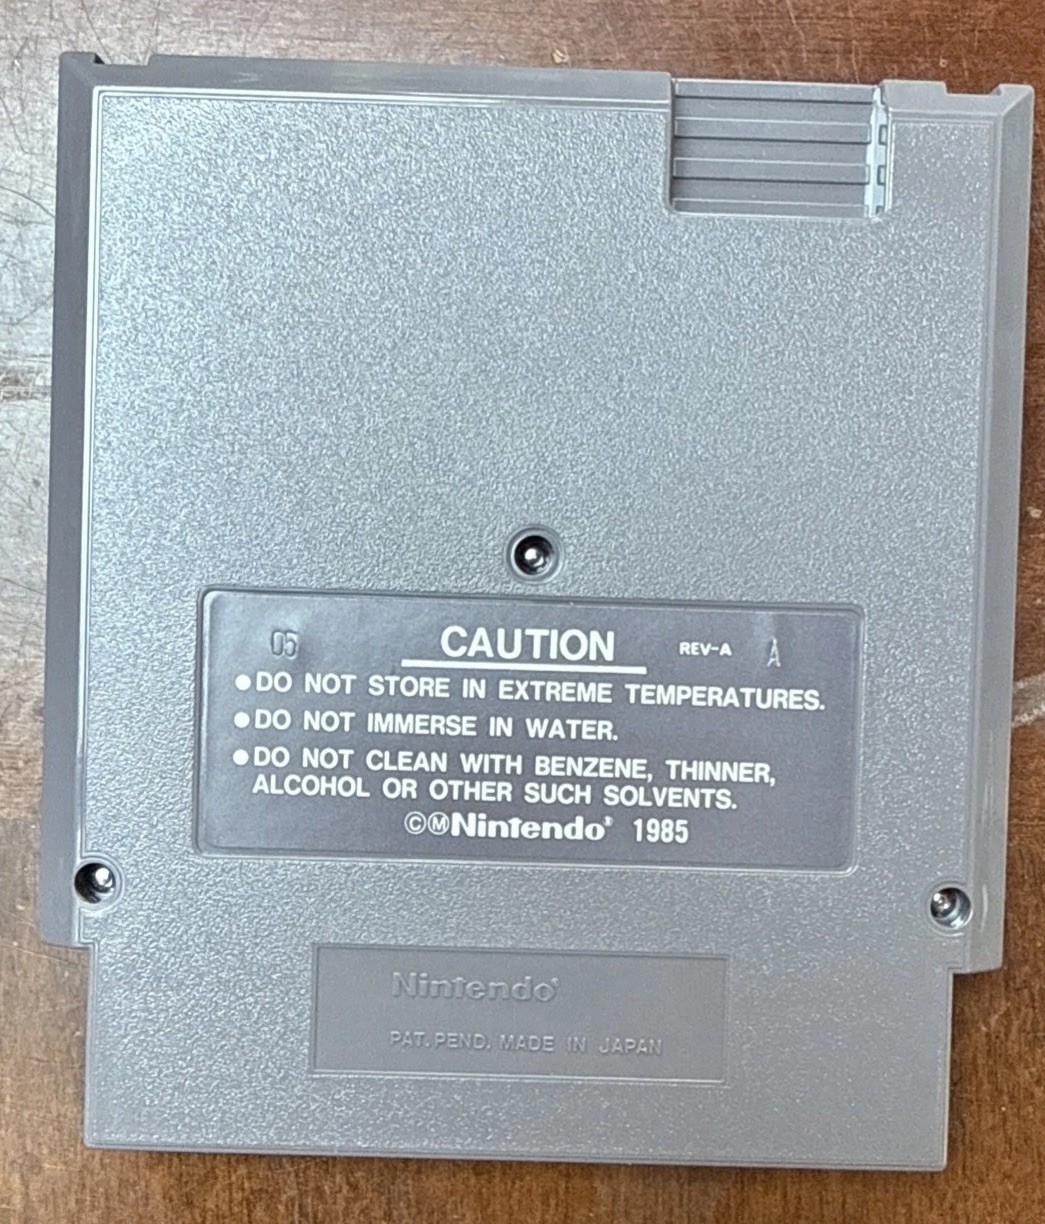 05 CAUTION REV-A A
●DO NOT STORE IN EXTREME TEMPERATURES.
●DO NOT IMMERSE IN WATER.
●DO NOT CLEAN WITH BENZENE, THINNER,
ALCOHOL OR OTHER SUCH SOLVENTS.
©ⓂNintendo® 1985
Nintendo®
PAT. PEND. MADE IN JAPAN